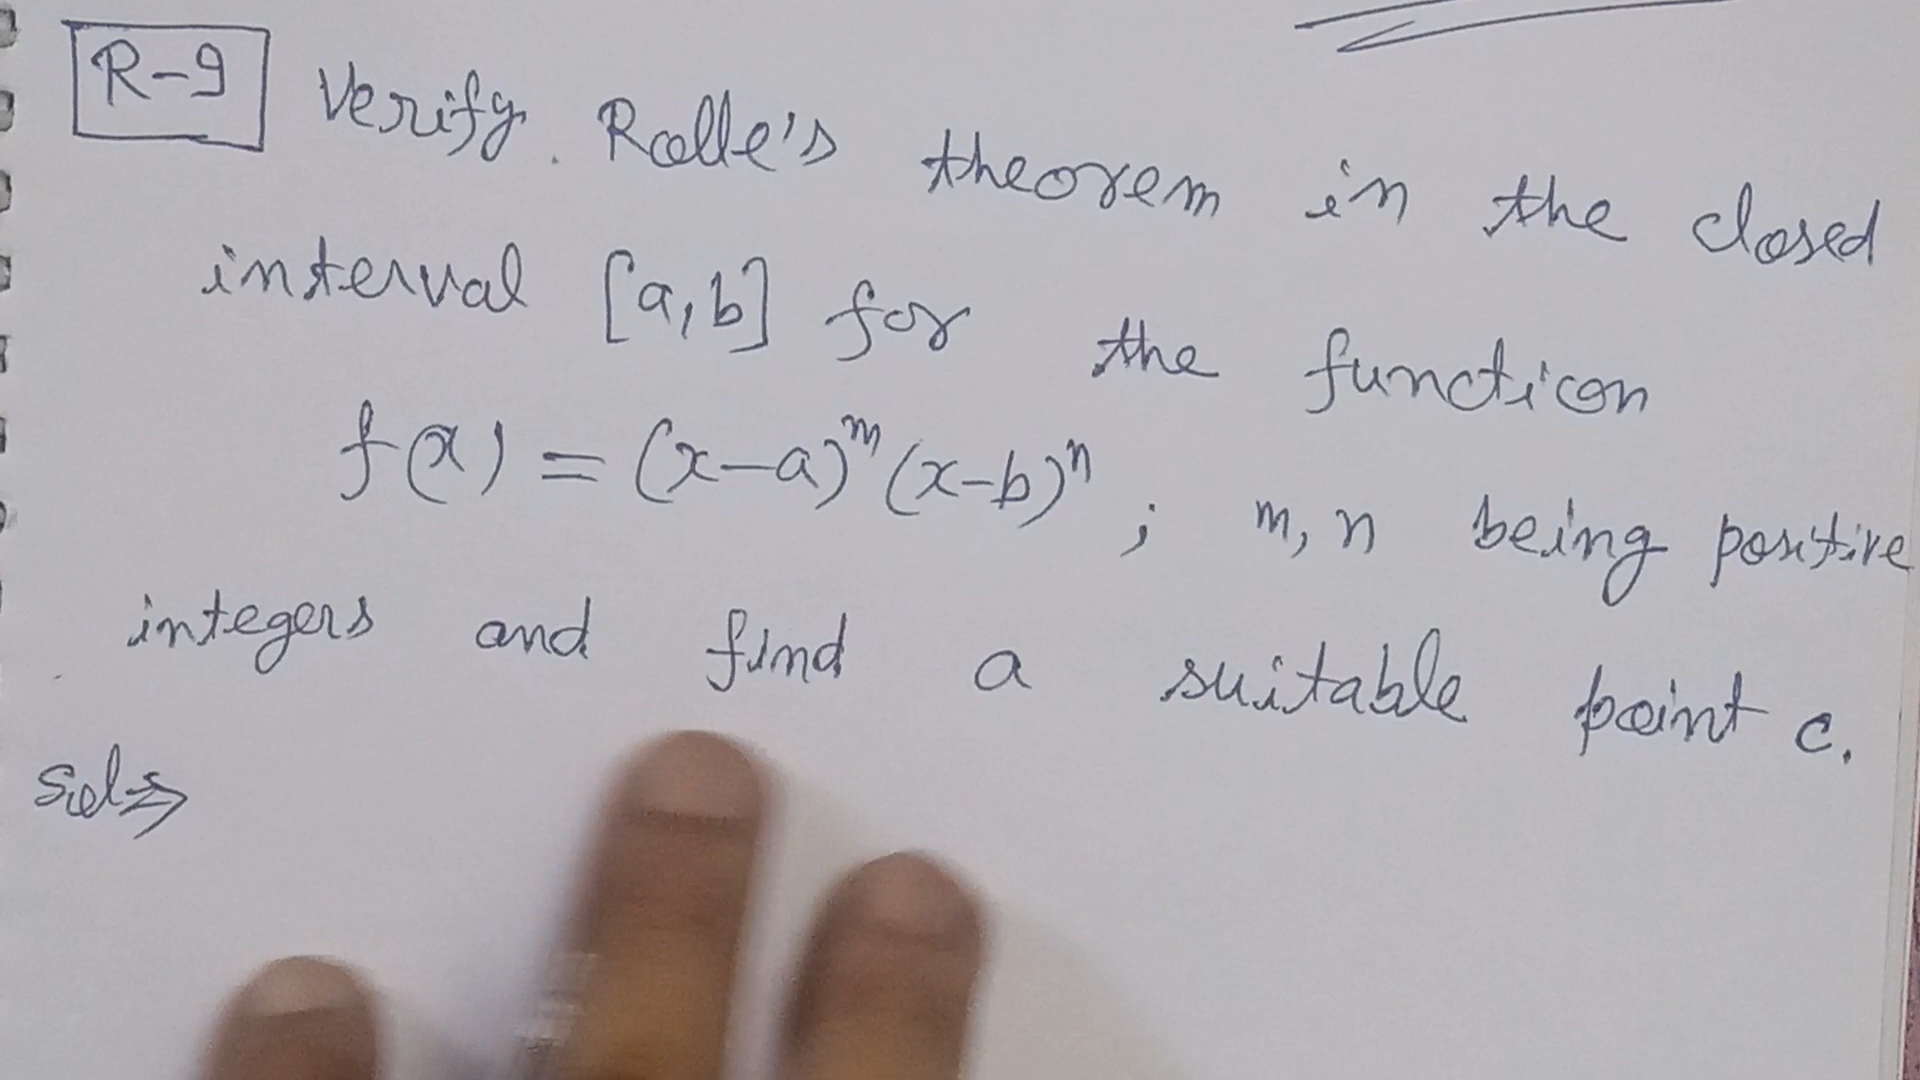 R-9 Verify Rolle's theorem in the closed
interval [a,b] for the function
f(x) = (x-a)^m (x-b)^n ; m, n being positive
integers and find a suitable point c.
Sol⇒